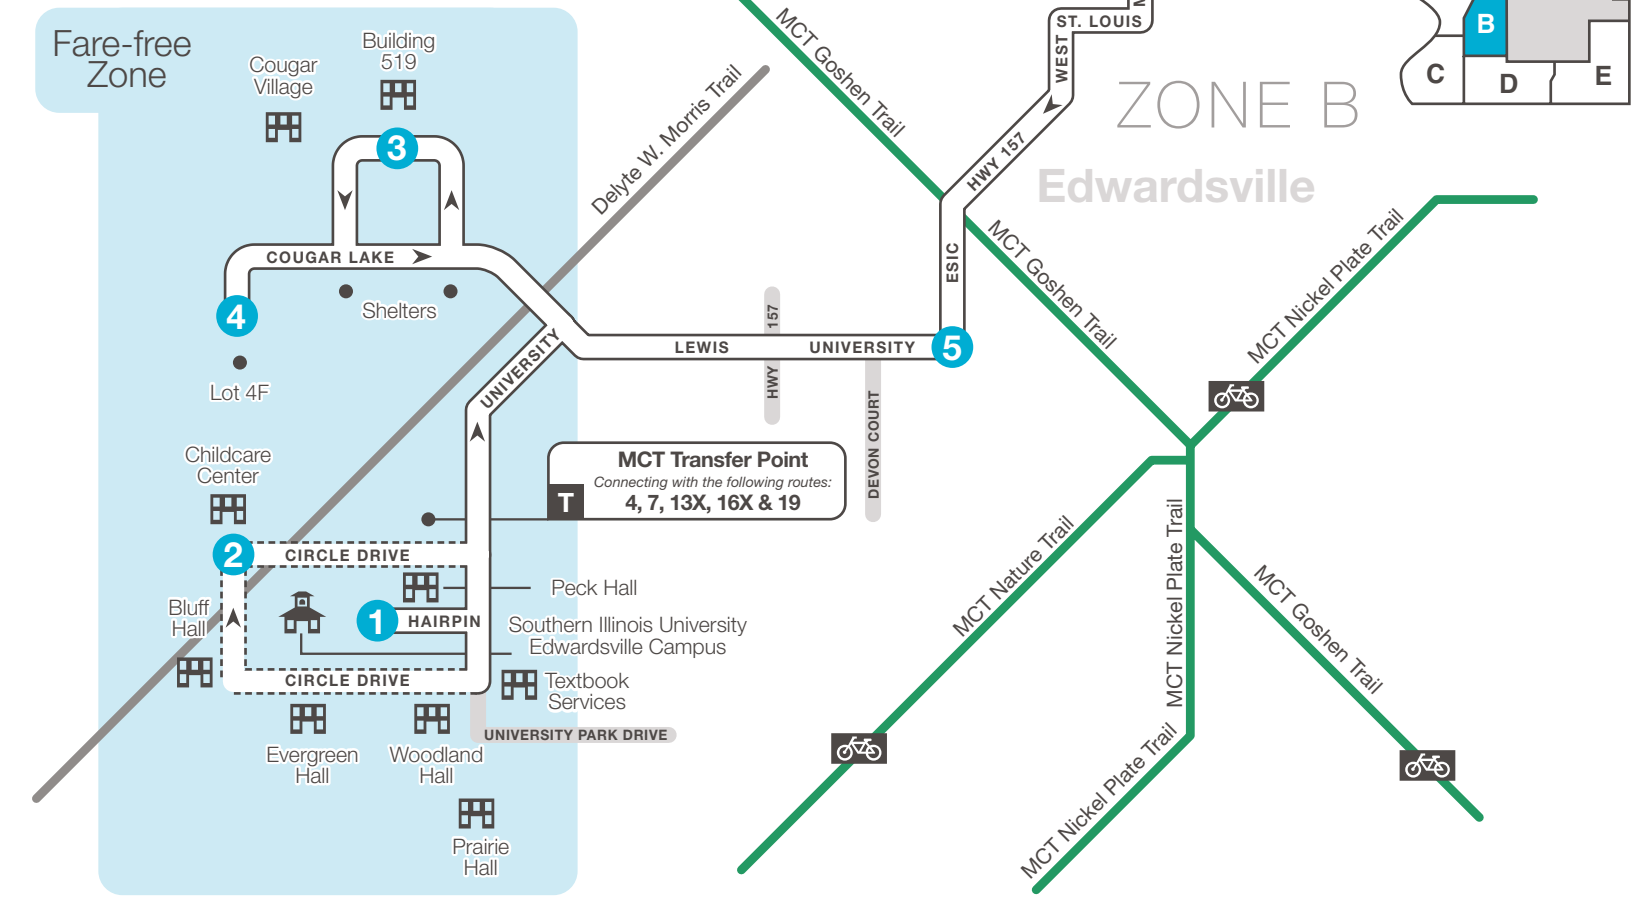 Fare-free
Zone
Building
519
Cougar
Village
3
COUGAR LAKE
4
Shelters
Lot 4F
Childcare
Center
2
CIRCLE DRIVE
Bluff
Hall
1
HAIRPIN
CIRCLE DRIVE
Evergreen
Hall
Woodland
Hall
Prairie
Hall
Peck Hall
Southern Illinois University
Edwardsville Campus
Textbook
Services
UNIVERSITY PARK DRIVE
UNIVERSITY
MCT Transfer Point
Connecting with the following routes:
T
4, 7, 13X, 16X & 19
Delyte W. Morris Trail
LEWIS
UNIVERSITY
5
HWY 157
DEVON COURT
ESIC
HWY 157
WEST
ST. LOUIS
MCT Goshen Trail
MCT Goshen Trail
ZONE B
Edwardsville
B
C
D
E
MCT Nickel Plate Trail
MCT Nature Trail
MCT Nickel Plate Trail
MCT Goshen Trail
MCT Nickel Plate Trail